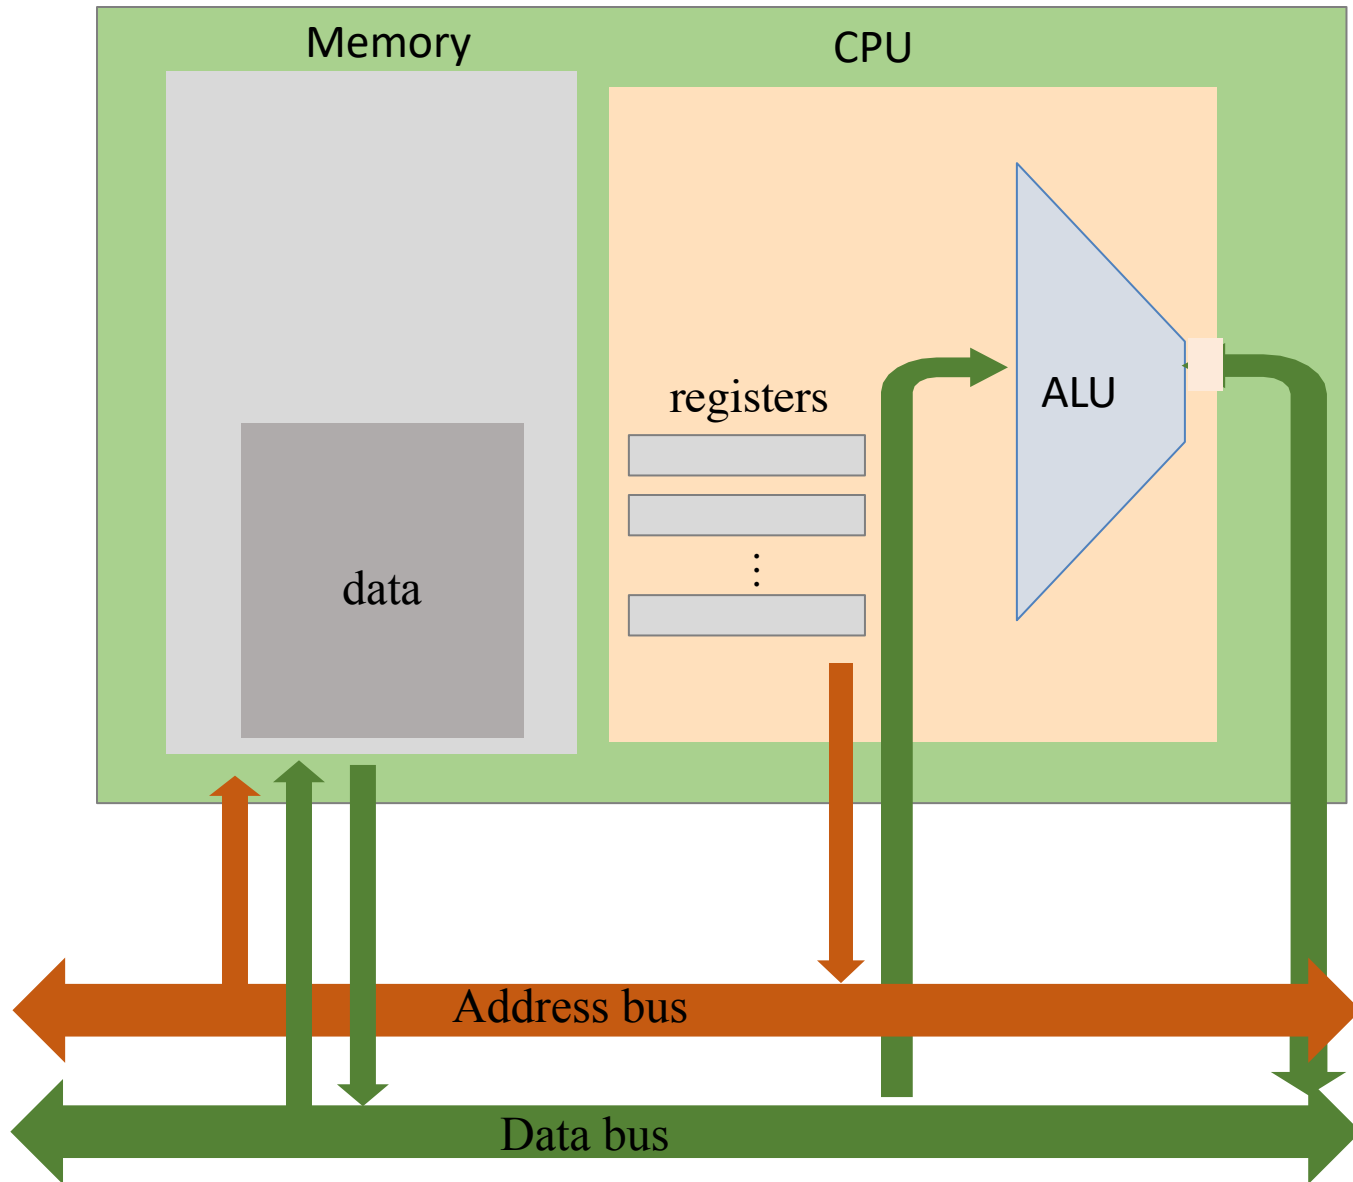 Memory
CPU
registers
ALU
...
data
Address bus
Data bus